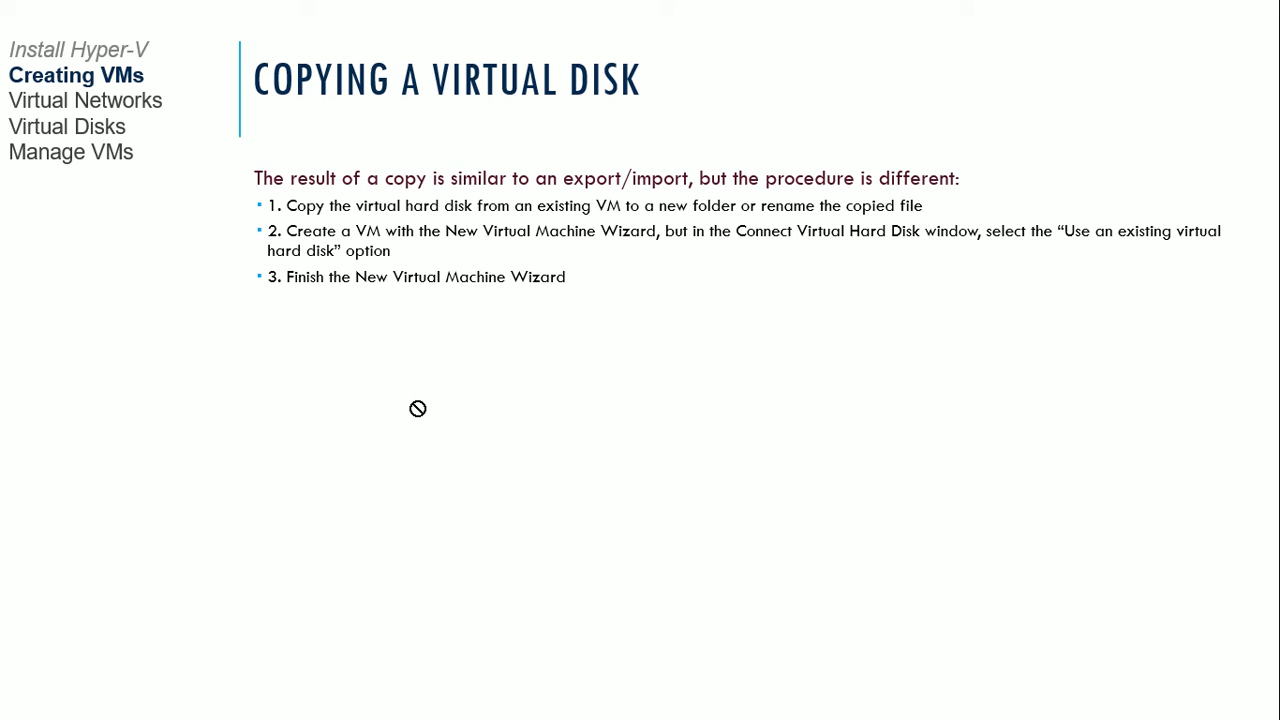 Install Hyper-V
Creating VMs
Virtual Networks
Virtual Disks
Manage VMs
COPYING A VIRTUAL DISK
The result of a copy is similar to an export/import, but the procedure is different:
▪ 1. Copy the virtual hard disk from an existing VM to a new folder or rename the copied file
▪ 2. Create a VM with the New Virtual Machine Wizard, but in the Connect Virtual Hard Disk window, select the “Use an existing virtual
hard disk” option
▪ 3. Finish the New Virtual Machine Wizard